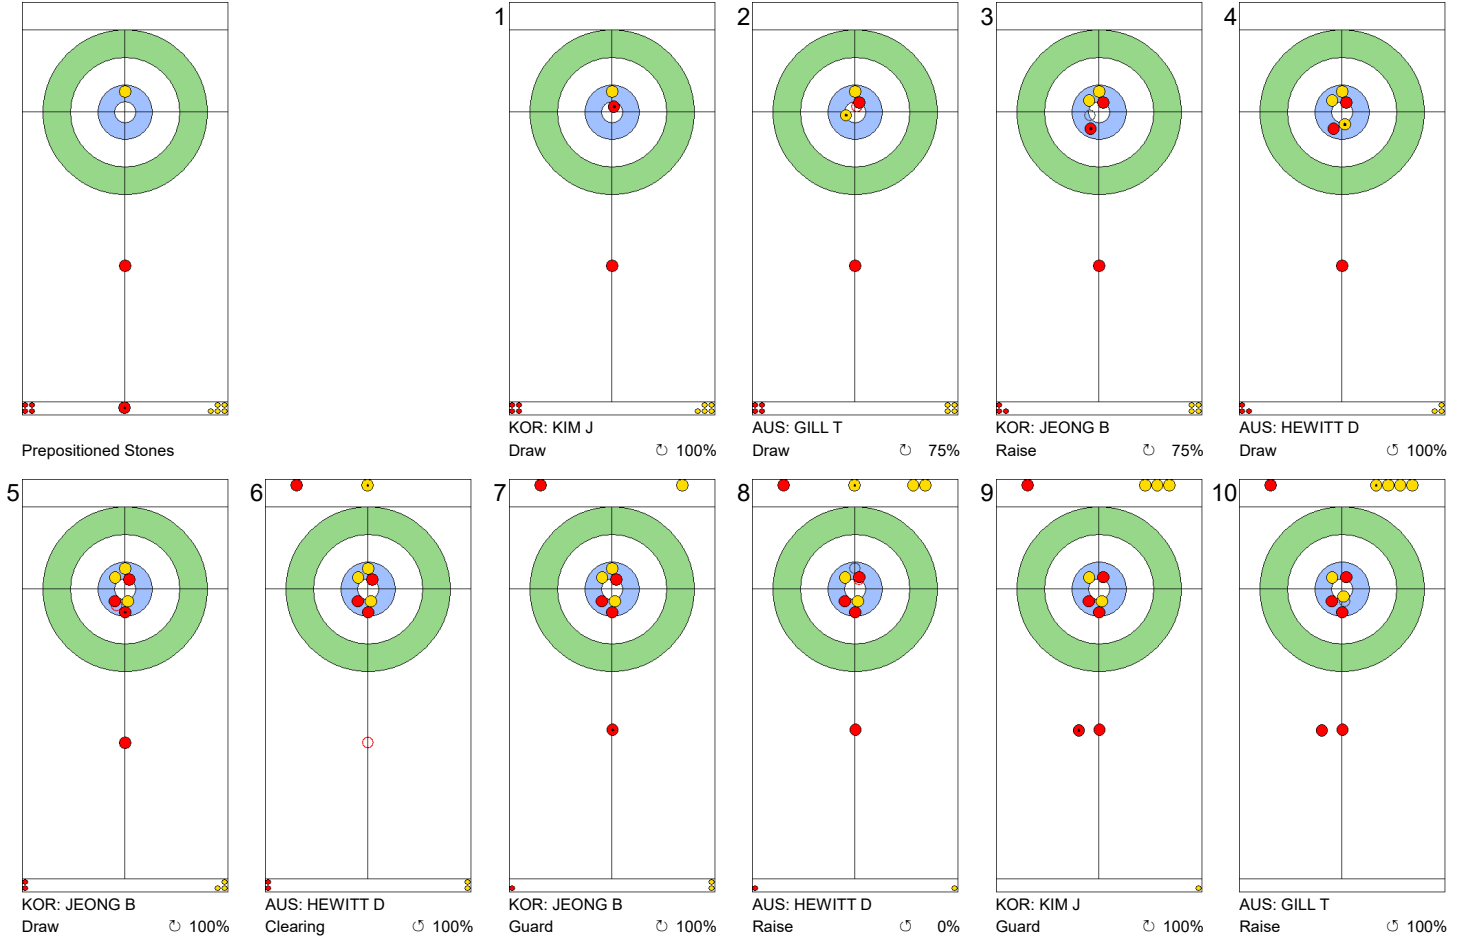 Prepositioned Stones
1
KOR: KIM J
Draw ↻ 100%
2
AUS: GILL T
Draw ↻ 75%
3
KOR: JEONG B
Raise ↻ 75%
4
AUS: HEWITT D
Draw ↻ 100%
5
KOR: JEONG B
Draw ↻ 100%
6
AUS: HEWITT D
Clearing ↺ 100%
7
KOR: JEONG B
Guard ↻ 100%
8
AUS: HEWITT D
Raise ↺ 0%
9
KOR: KIM J
Guard ↻ 100%
10
AUS: GILL T
Raise ↺ 100%